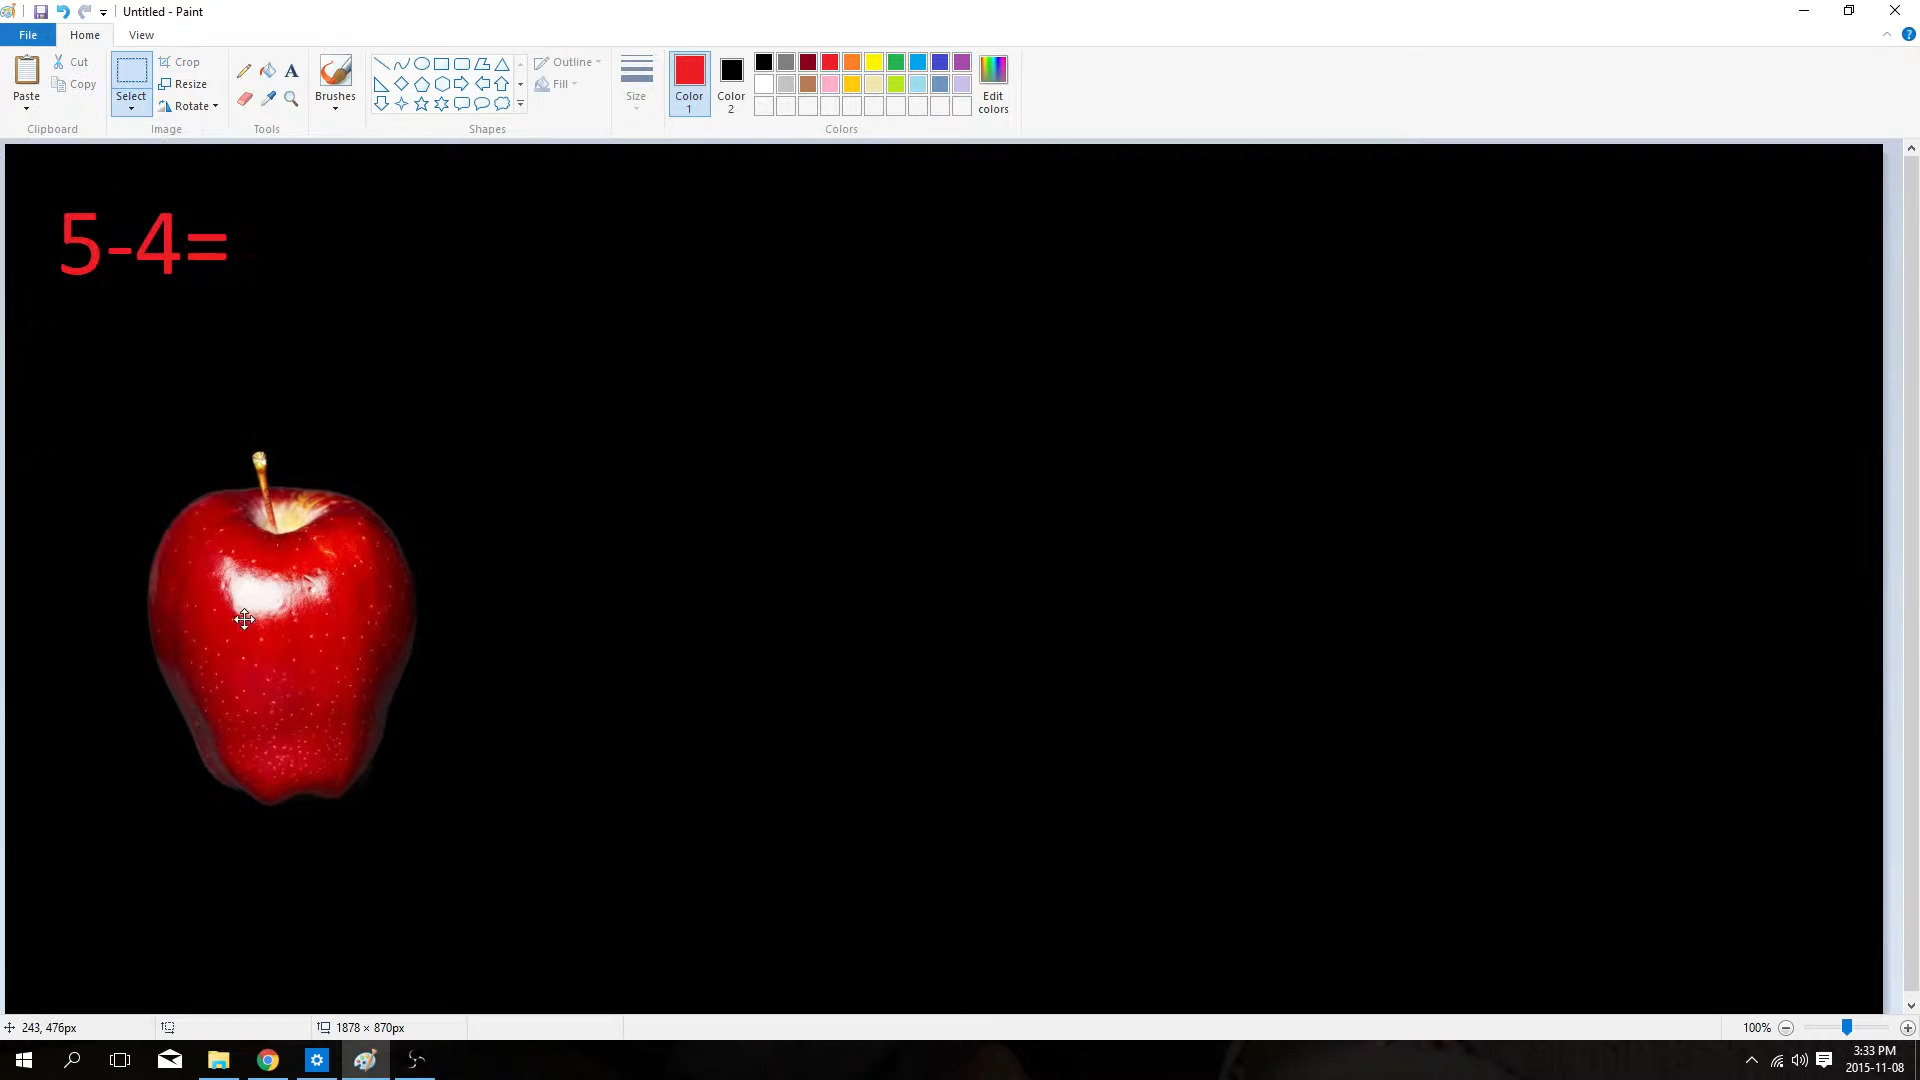 Untitled - Paint
File Home View
Paste
Cut
Copy
Clipboard
Select
Crop
Resize
Rotate
Image
Tools
Brushes
Shapes
Outline
Fill
Size
Color 1
Color 2
Edit colors
Colors
5-4=
243, 476px
1878 × 870px
100%
3:33 PM
2015-11-08